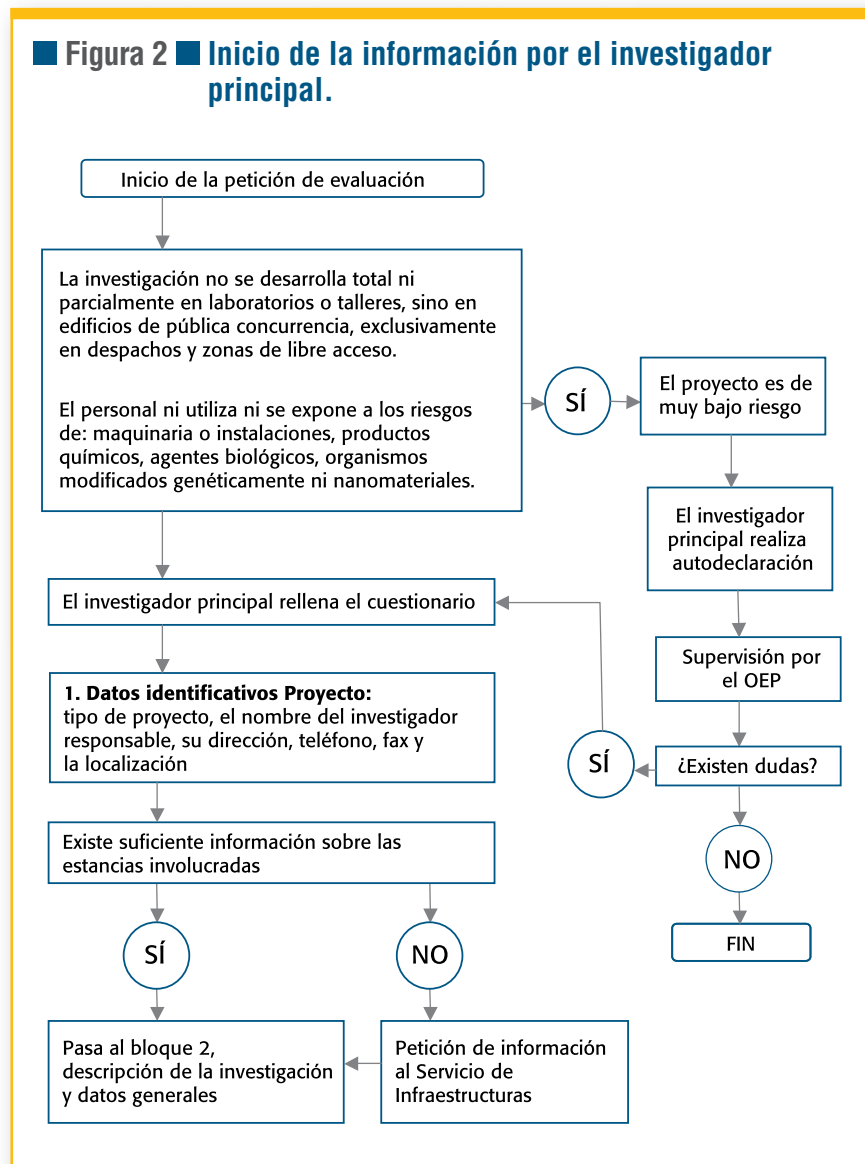 Figura 2 Inicio de la información por el investigador
principal.
Inicio de la petición de evaluación
La investigación no se desarrolla total ni
parcialmente en laboratorios o talleres, sino en
edificios de pública concurrencia, exclusivamente
en despachos y zonas de libre acceso.
El personal ni utiliza ni se expone a los riesgos
de: maquinaria o instalaciones, productos
químicos, agentes biológicos, organismos
modificados genéticamente ni nanomateriales.
SÍ
El proyecto es de
muy bajo riesgo
El investigador
principal realiza
autodeclaración
Supervisión por
el OEP
¿Existen dudas?
SÍ
NO
FIN
El investigador principal rellena el cuestionario
1. Datos identificativos Proyecto:
tipo de proyecto, el nombre del investigador
responsable, su dirección, teléfono, fax y
la localización
Existe suficiente información sobre las
estancias involucradas
SÍ
NO
Pasa al bloque 2,
descripción de la investigación
y datos generales
Petición de información
al Servicio de
Infraestructuras